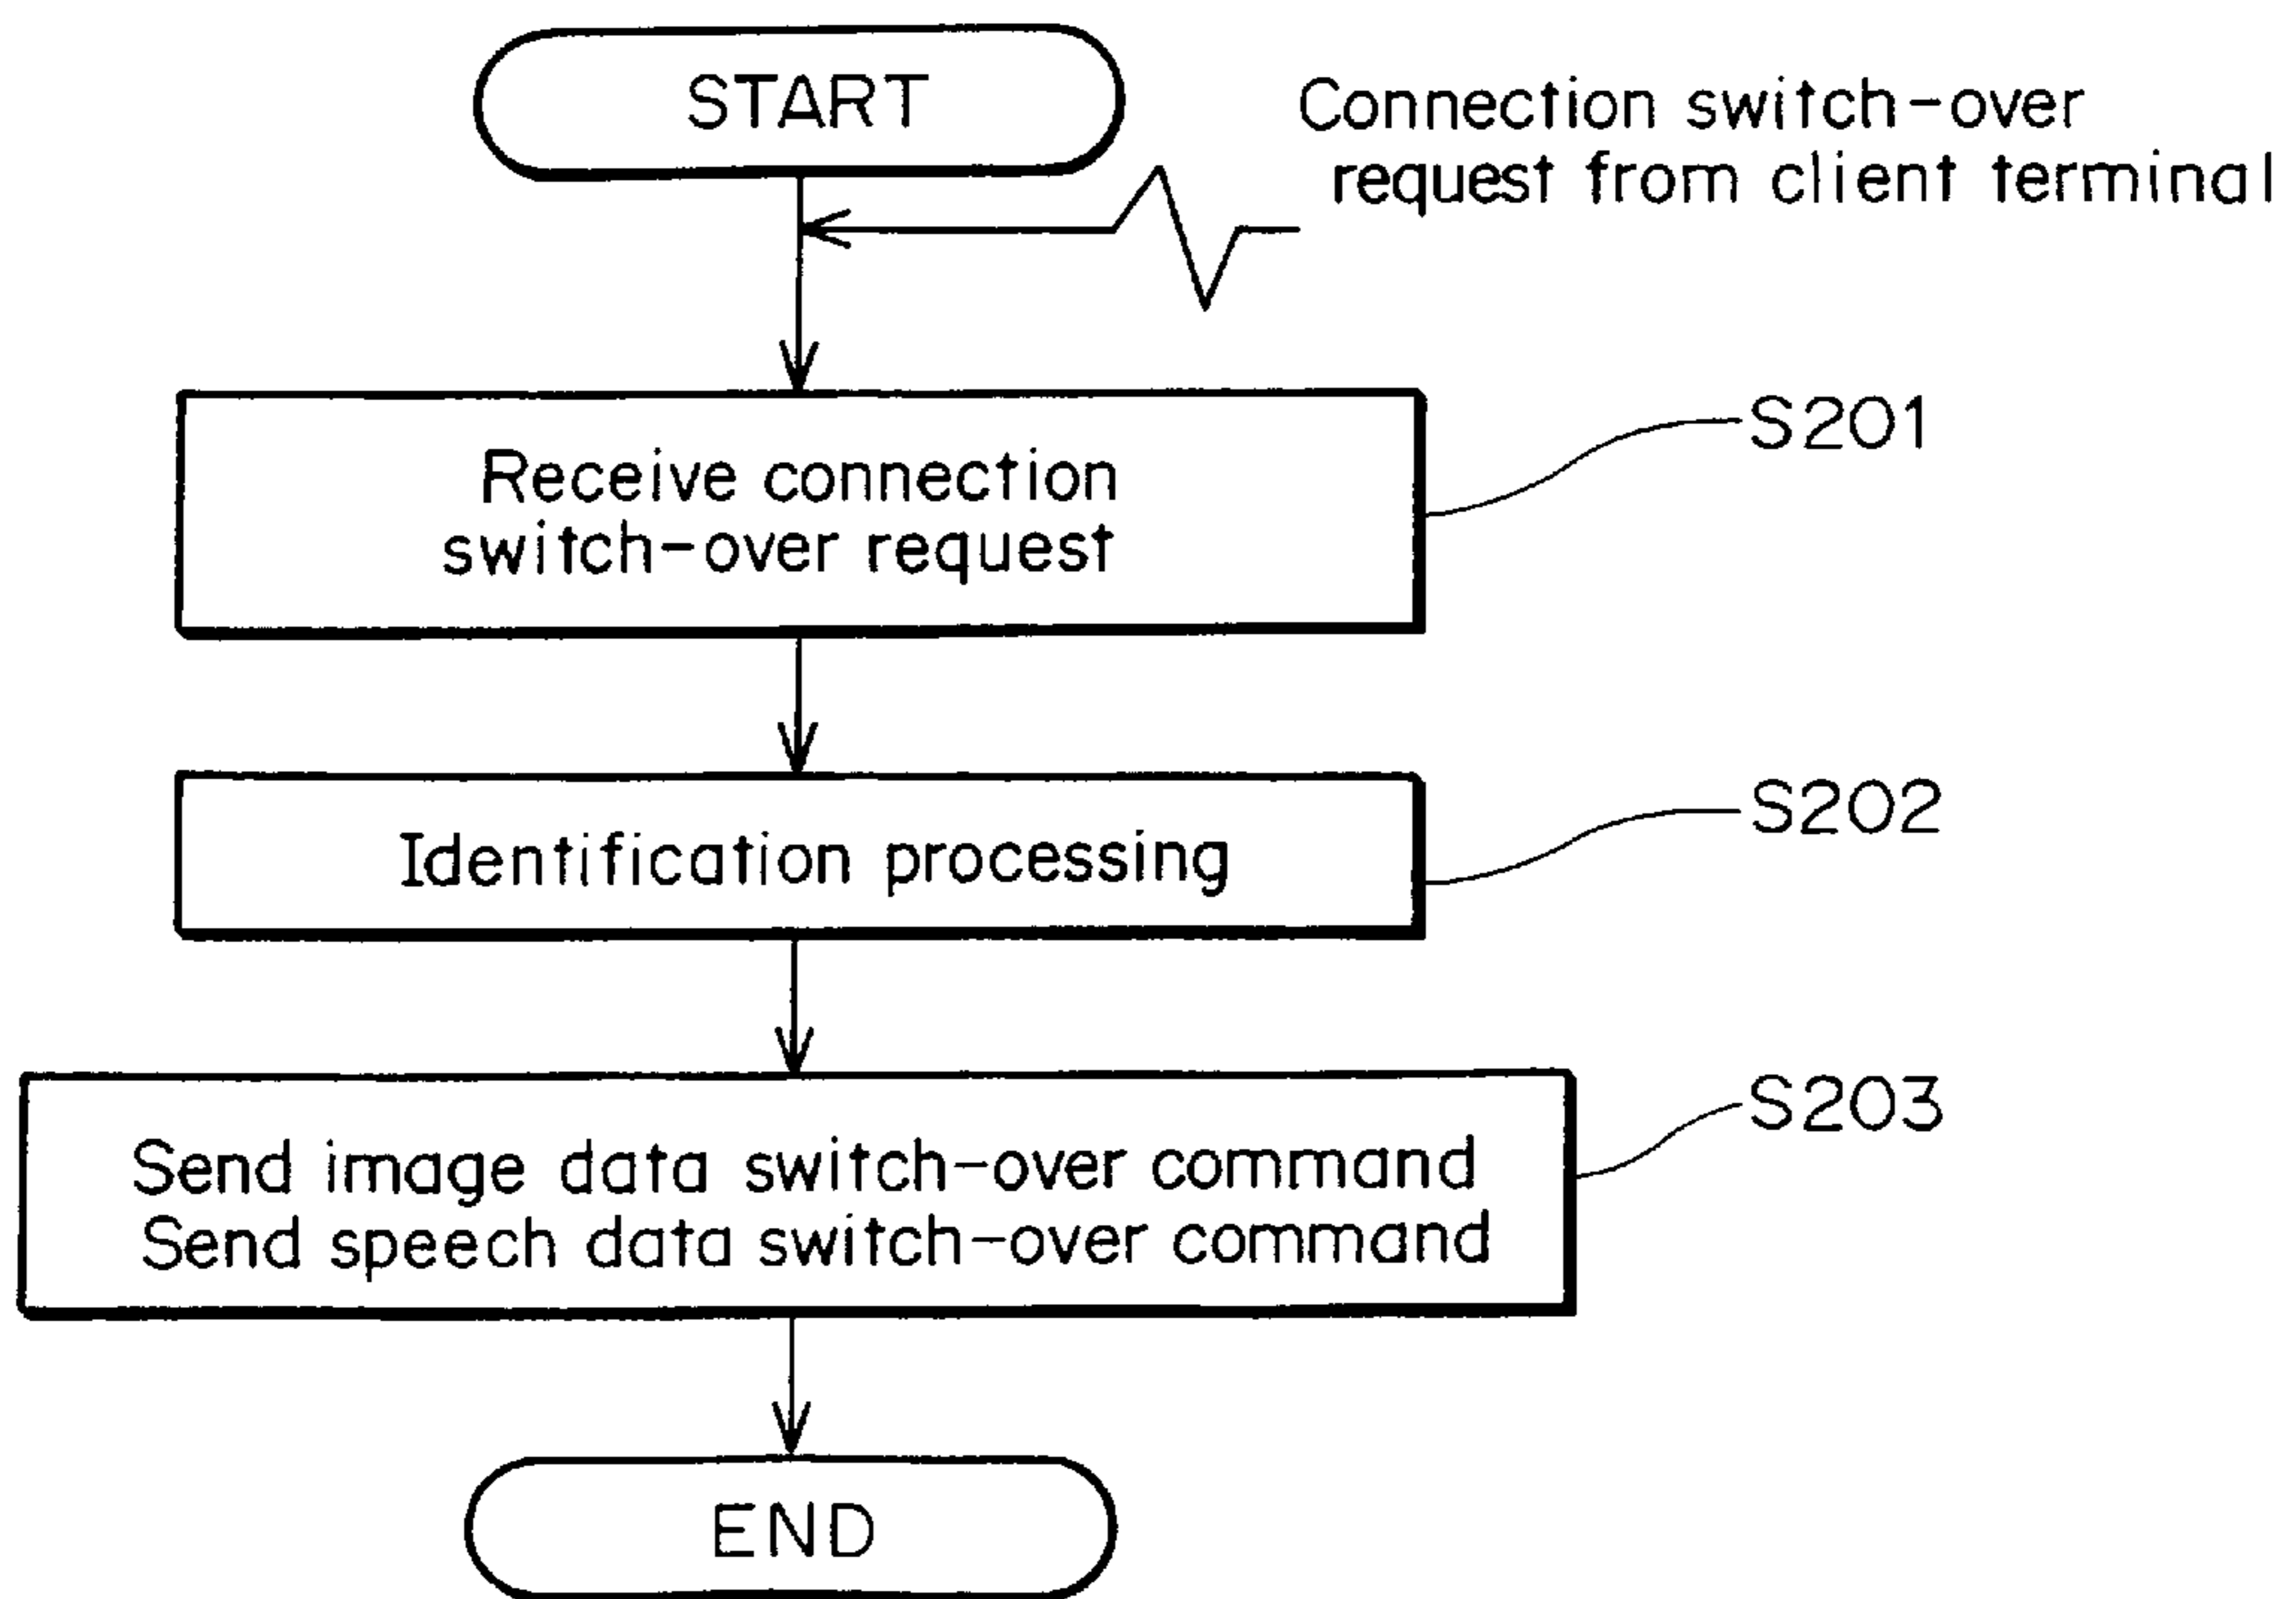 START
Connection switch-over
request from client terminal
Receive connection
switch-over request
S201
Identification processing
S202
Send image data switch-over command
Send speech data switch-over command
S203
END